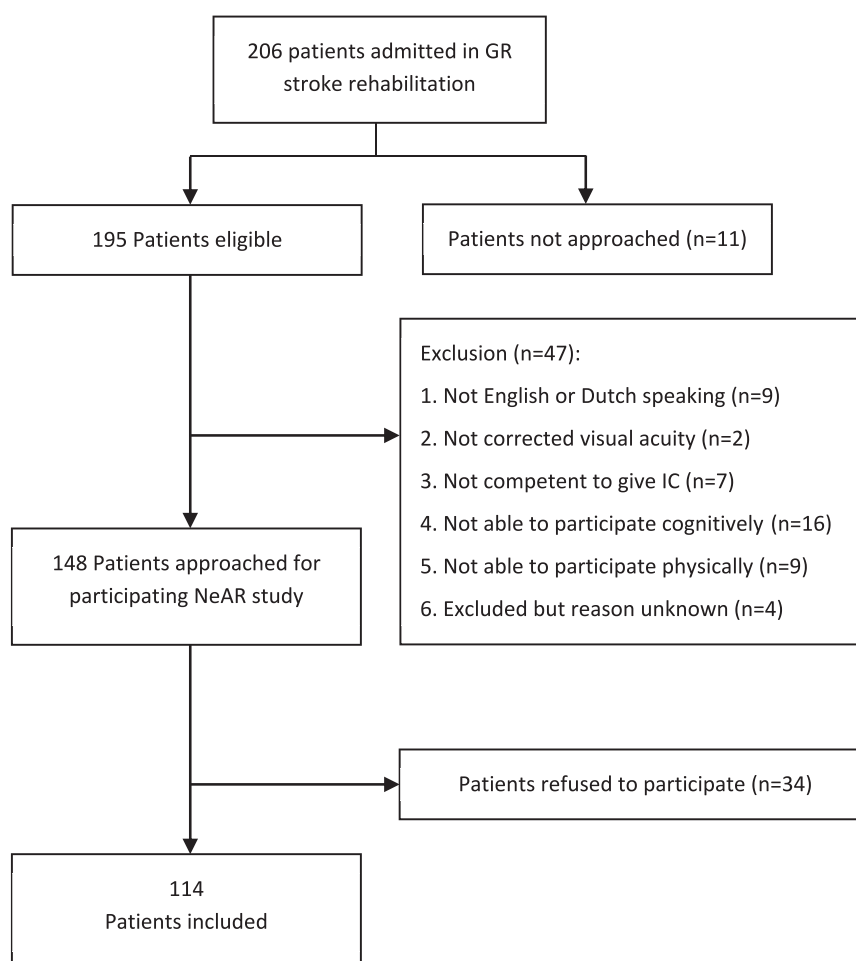 206 patients admitted in GR
stroke rehabilitation
195 Patients eligible
Patients not approached (n=11)
Exclusion (n=47):
1. Not English or Dutch speaking (n=9)
2. Not corrected visual acuity (n=2)
3. Not competent to give IC (n=7)
4. Not able to participate cognitively (n=16)
5. Not able to participate physically (n=9)
6. Excluded but reason unknown (n=4)
148 Patients approached for
participating NeAR study
Patients refused to participate (n=34)
114
Patients included